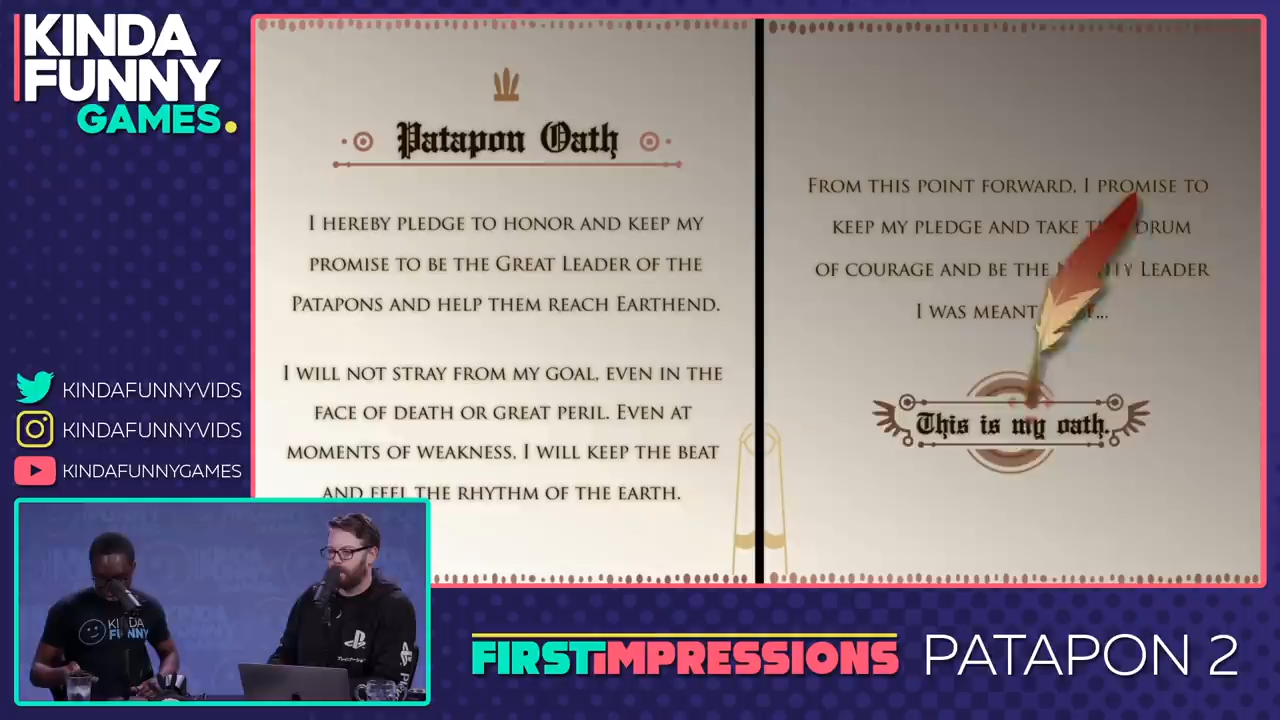 KINDA
FUNNY
GAMES.
Patapon Oath
I HEREBY PLEDGE TO HONOR AND KEEP MY
PROMISE TO BE THE GREAT LEADER OF THE
PATAPONS AND HELP THEM REACH EARTHEND.
I WILL NOT STRAY FROM MY GOAL, EVEN IN THE
FACE OF DEATH OR GREAT PERIL. EVEN AT
MOMENTS OF WEAKNESS, I WILL KEEP THE BEAT
AND FEEL THE RHYTHM OF THE EARTH.
FROM THIS POINT FORWARD, I PROMISE TO
KEEP MY PLEDGE AND TAKE DRUM
OF COURAGE AND BE THE LEADER
I WAS MEANT
This is my oath.
KINDAFUNNYVIDS
KINDAFUNNYVIDS
KINDAFUNNYGAMES
KINDA
FUNNY
FIRST IMPRESSIONS PATAPON 2